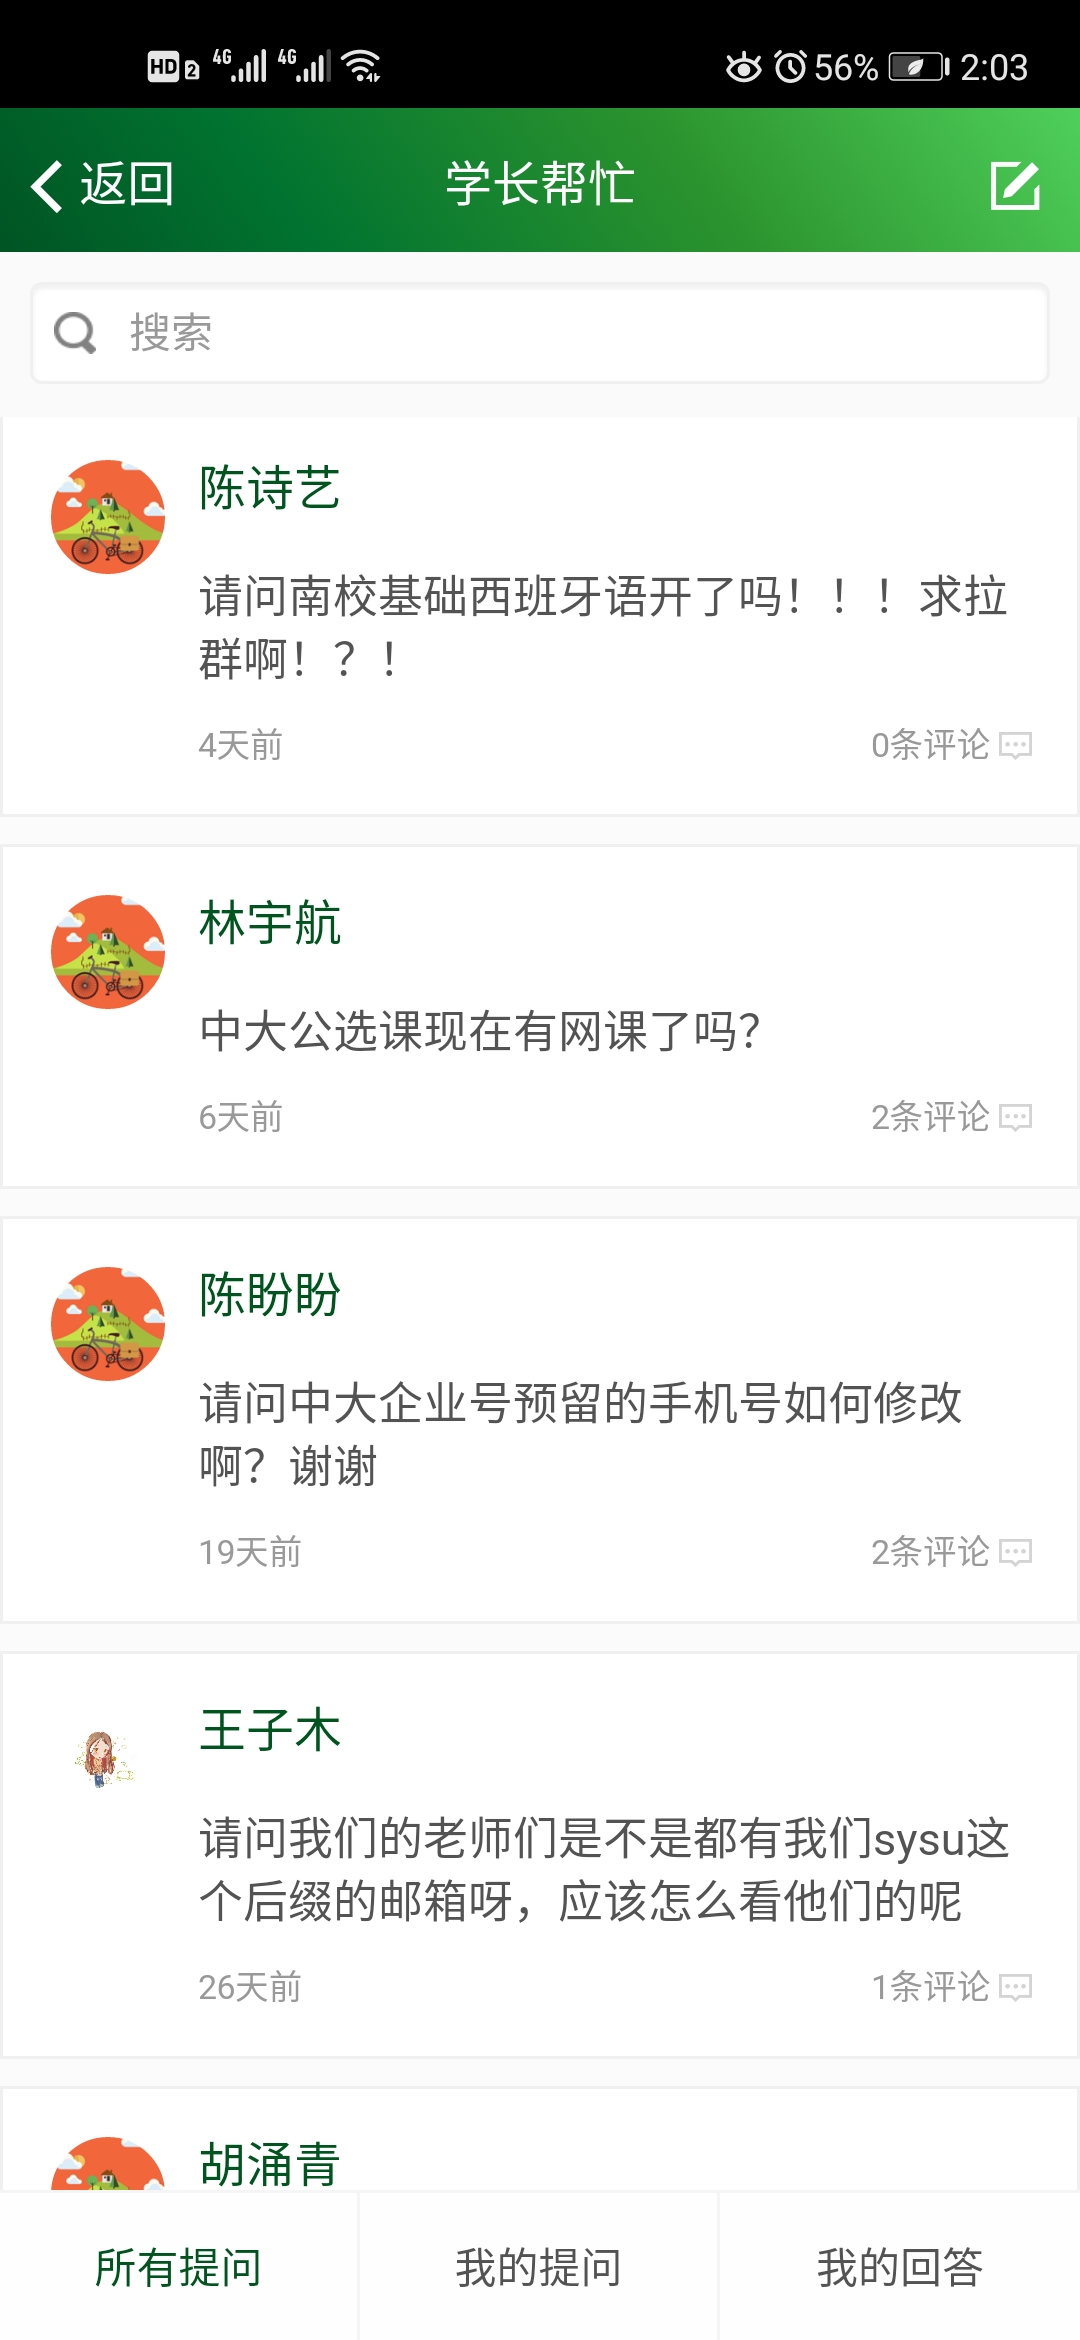 HD 2 4G 4G 56% 2:03
返回 学长帮忙
搜索
陈诗艺
请问南校基础西班牙语开了吗！！！求拉
群啊！？！
4天前 0条评论
林宇航
中大公选课现在有网课了吗？
6天前 2条评论
陈盼盼
请问中大企业号预留的手机号如何修改
啊？谢谢
19天前 2条评论
王子木
请问我们的老师们是不是都有我们sysu这
个后缀的邮箱呀，应该怎么看他们的呢
26天前 1条评论
胡涌青
所有提问 我的提问 我的回答